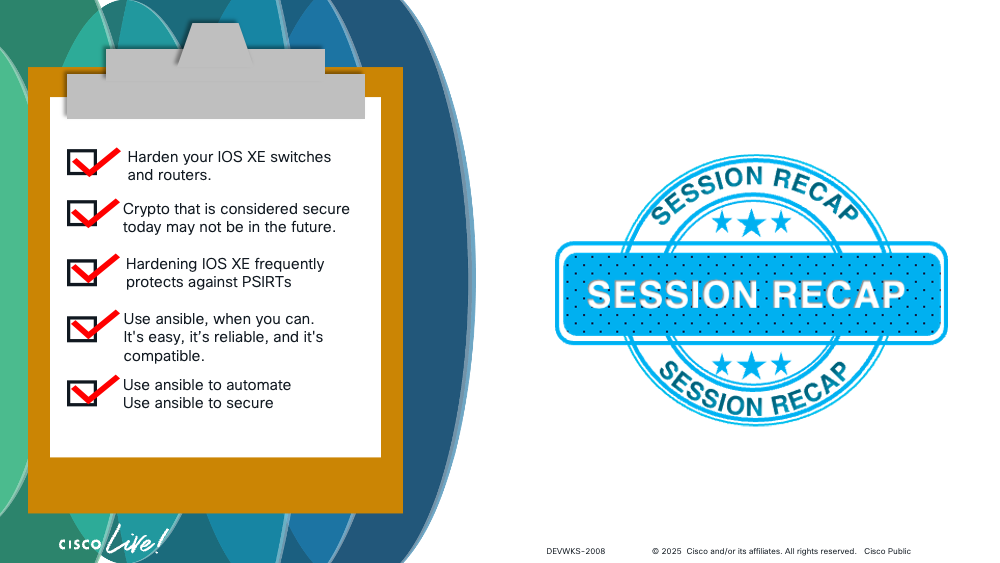 Harden your IOS XE switches
and routers.
Crypto that is considered secure
today may not be in the future.
Hardening IOS XE frequently
protects against PSIRTs
Use ansible, when you can.
It's easy, it’s reliable, and it’s
compatible.
Use ansible to automate
Use ansible to secure
SESSION RECAP
SESSION RECAP
SESSION RECAP
CISCO Live!
DEVWKS-2008
© 2025 Cisco and/or its affiliates. All rights reserved. Cisco Public